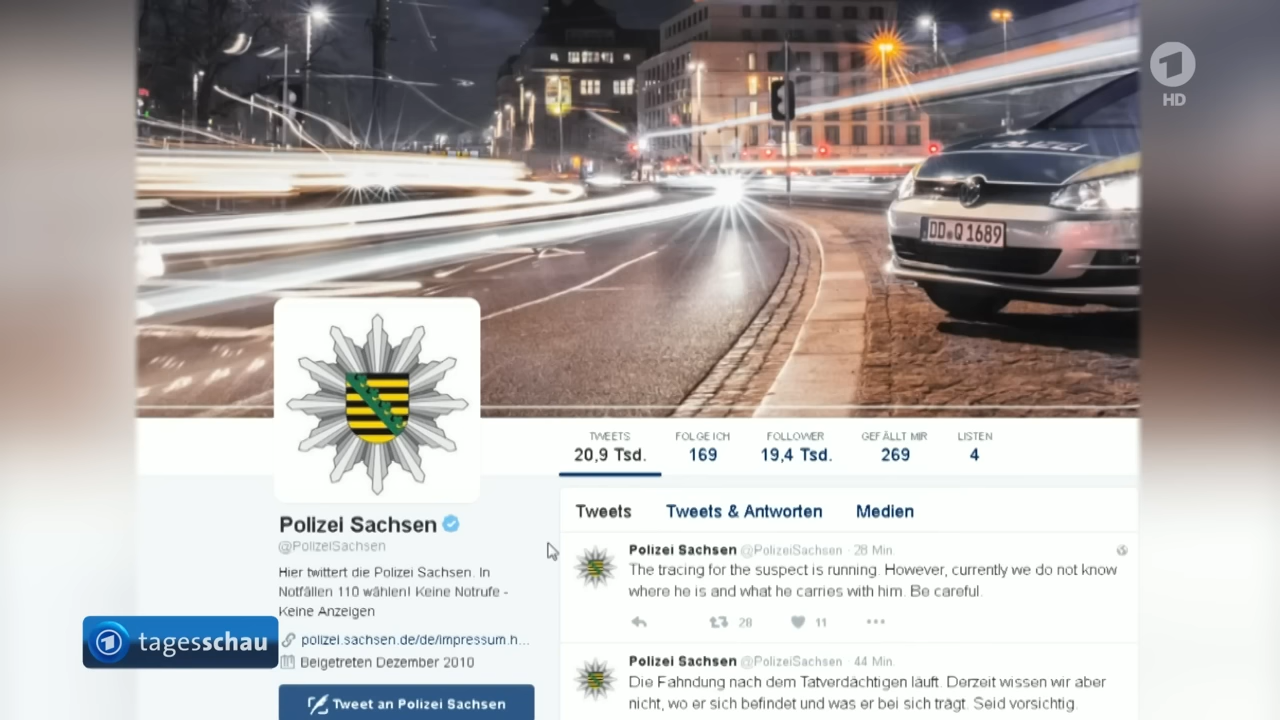 1
HD
POLIZEI
DD Q 1689
TWEETS
20,9 Tsd.
FOLGE ICH
169
FOLLOWER
19,4 Tsd.
GEFÄLLT MIR
269
LISTEN
4
Tweets
Tweets & Antworten
Medien
Polizei Sachsen
@PolizeiSachsen
Hier twittert die Polizei Sachsen. In
Notfällen 110 wählen! Keine Notrufe -
Keine Anzeigen
polizei.sachsen.de/de/impressum.h...
Beigetreten Dezember 2010
Tweet an Polizei Sachsen
Polizei Sachsen @PolizeiSachsen · 28 Min.
The tracing for the suspect is running. However, currently we do not know
where he is and what he carries with him. Be careful.
28 11
Polizei Sachsen @PolizeiSachsen · 44 Min.
Die Fahndung nach dem Tatverdächtigen läuft. Derzeit wissen wir aber
nicht, wo er sich befindet und was er bei sich trägt. Seid vorsichtig.
1 tagesschau